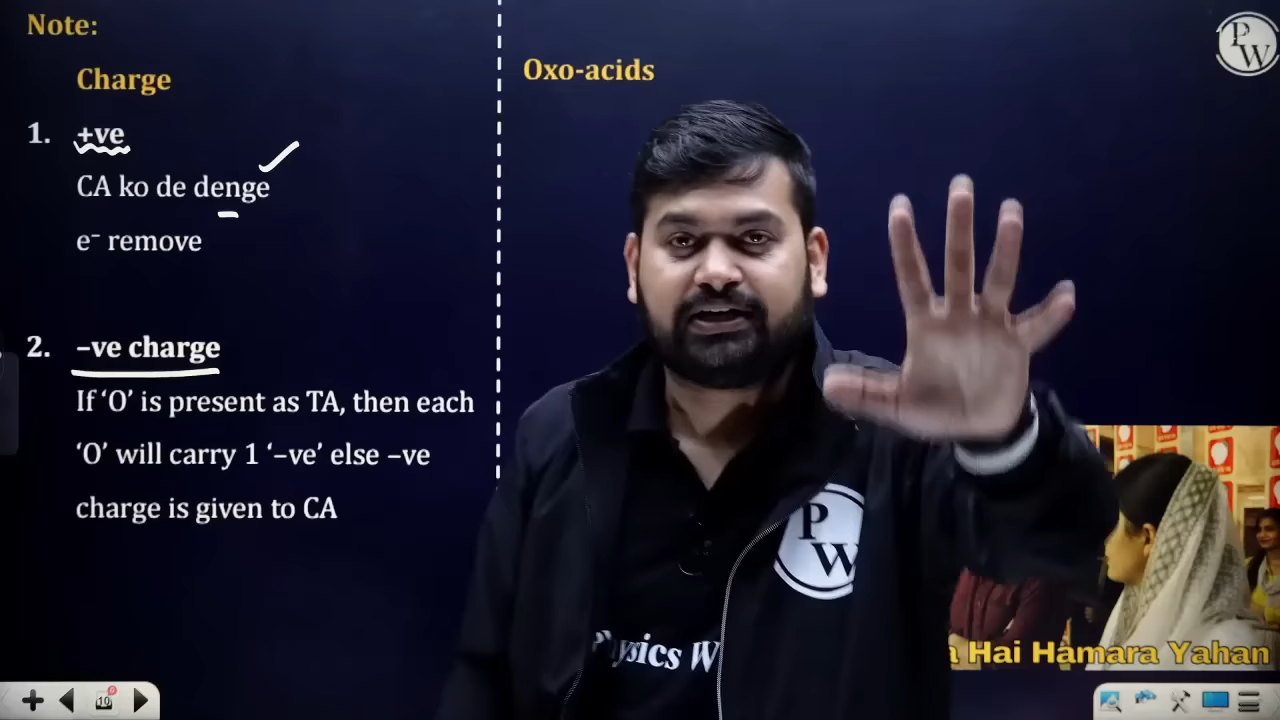 Note:
Charge
1. +ve
CA ko de denge
e⁻ remove
2. –ve charge
If ‘O’ is present as TA, then each
‘O’ will carry 1 ‘–ve’ else –ve
charge is given to CA
Oxo-acids
PW
PW
Physics W
Hai Hamara Yahan
10